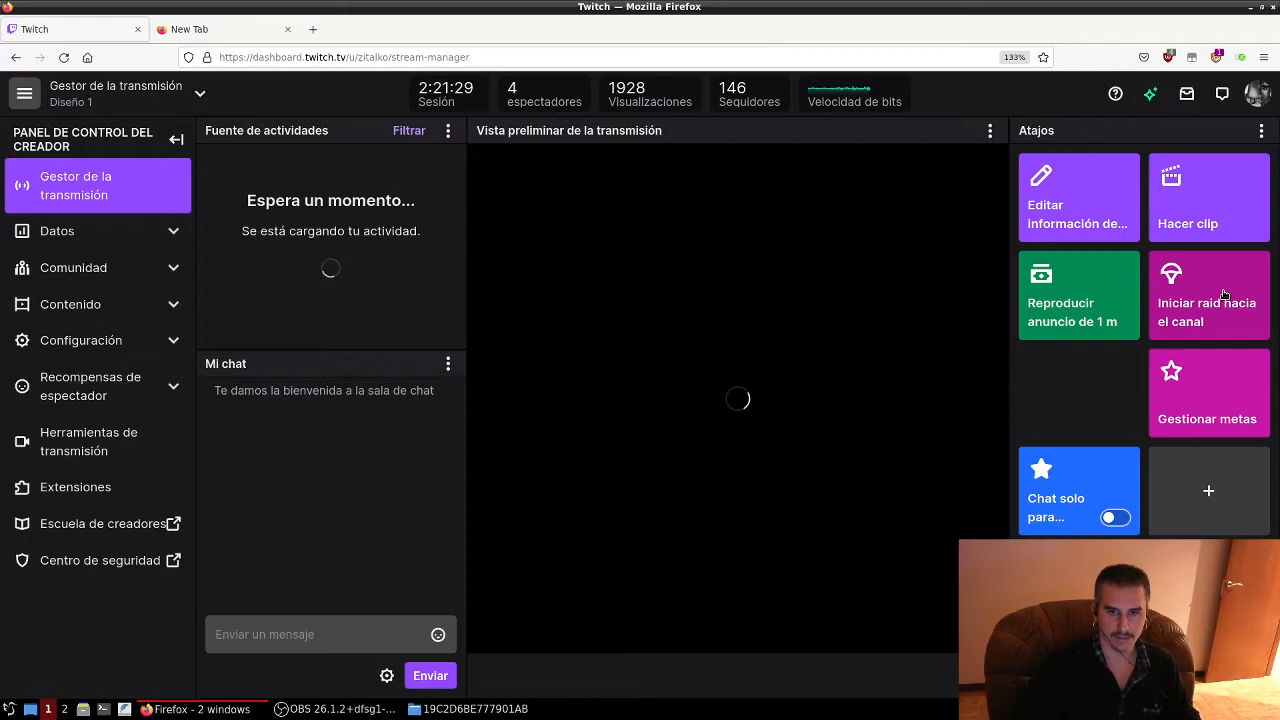 Twitch — Mozilla Firefox
Twitch
New Tab
https://dashboard.twitch.tv/u/zitalko/stream-manager
133%
Gestor de la transmisión
Diseño 1
2:21:29
Sesión
4
espectadores
1928
Visualizaciones
146
Seguidores
Velocidad de bits
PANEL DE CONTROL DEL
CREADOR
Gestor de la
transmisión
Datos
Comunidad
Contenido
Configuración
Recompensas de
espectador
Herramientas de
transmisión
Extensiones
Escuela de creadores
Centro de seguridad
Fuente de actividades
Filtrar
Espera un momento...
Se está cargando tu actividad.
Mi chat
Te damos la bienvenida a la sala de chat
Enviar un mensaje
Enviar
Vista preliminar de la transmisión
Atajos
Editar
información de...
Hacer clip
Reproducir
anuncio de 1 m
Iniciar raid hacia
el canal
Gestionar metas
Chat solo
para...
+
1
2
Firefox - 2 windows
OBS 26.1.2+dfsg1-...
19C2D6BE777901AB